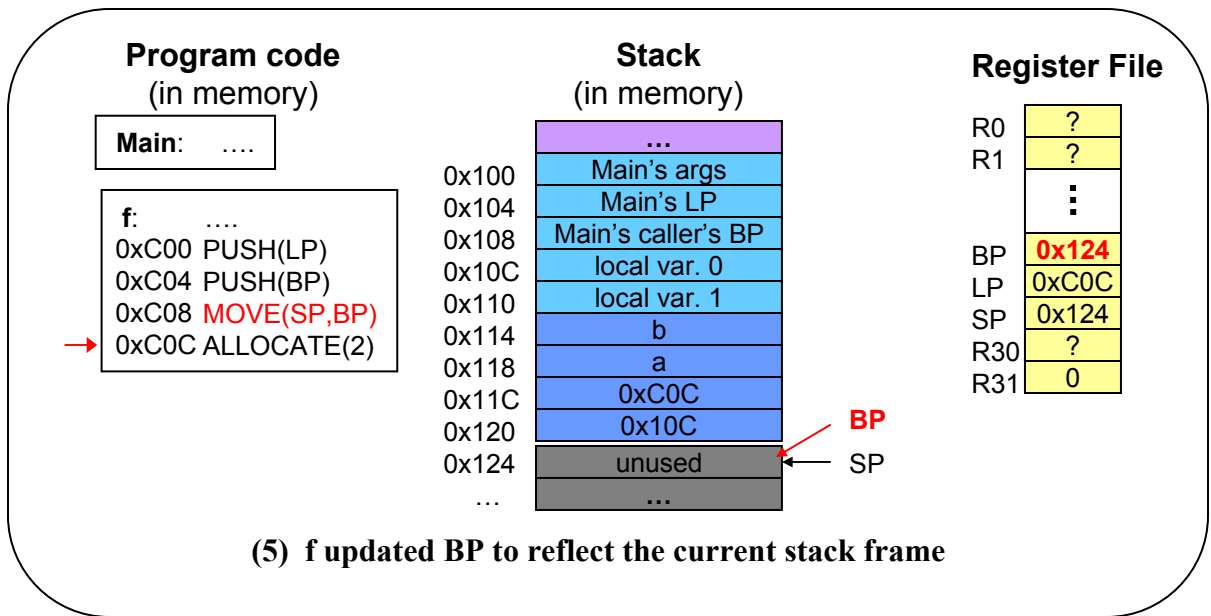 Program code
(in memory)
Main: ....
f: ....
0xC00 PUSH(LP)
0xC04 PUSH(BP)
0xC08 MOVE(SP,BP)
0xC0C ALLOCATE(2)
Stack
(in memory)
...
0x100 Main's args
0x104 Main's LP
0x108 Main's caller's BP
0x10C local var. 0
0x110 local var. 1
0x114 b
0x118 a
0x11C 0xC0C
0x120 0x10C
0x124 unused
... ...
BP
SP
Register File
R0 ?
R1 ?
⋮
BP 0x124
LP 0xC0C
SP 0x124
R30 ?
R31 0
(5) f updated BP to reflect the current stack frame